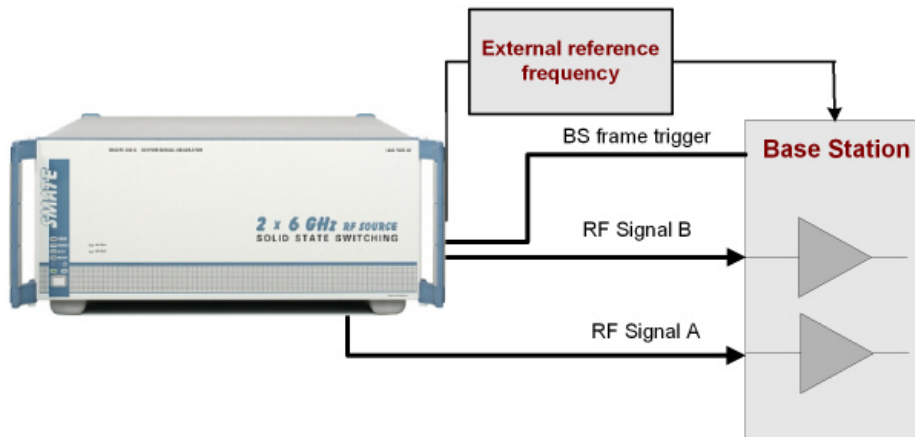 External reference
frequency
BS frame trigger
Base Station
SMATE
2 x 6 GHz RF SOURCE
SOLID STATE SWITCHING
RF Signal B
RF Signal A